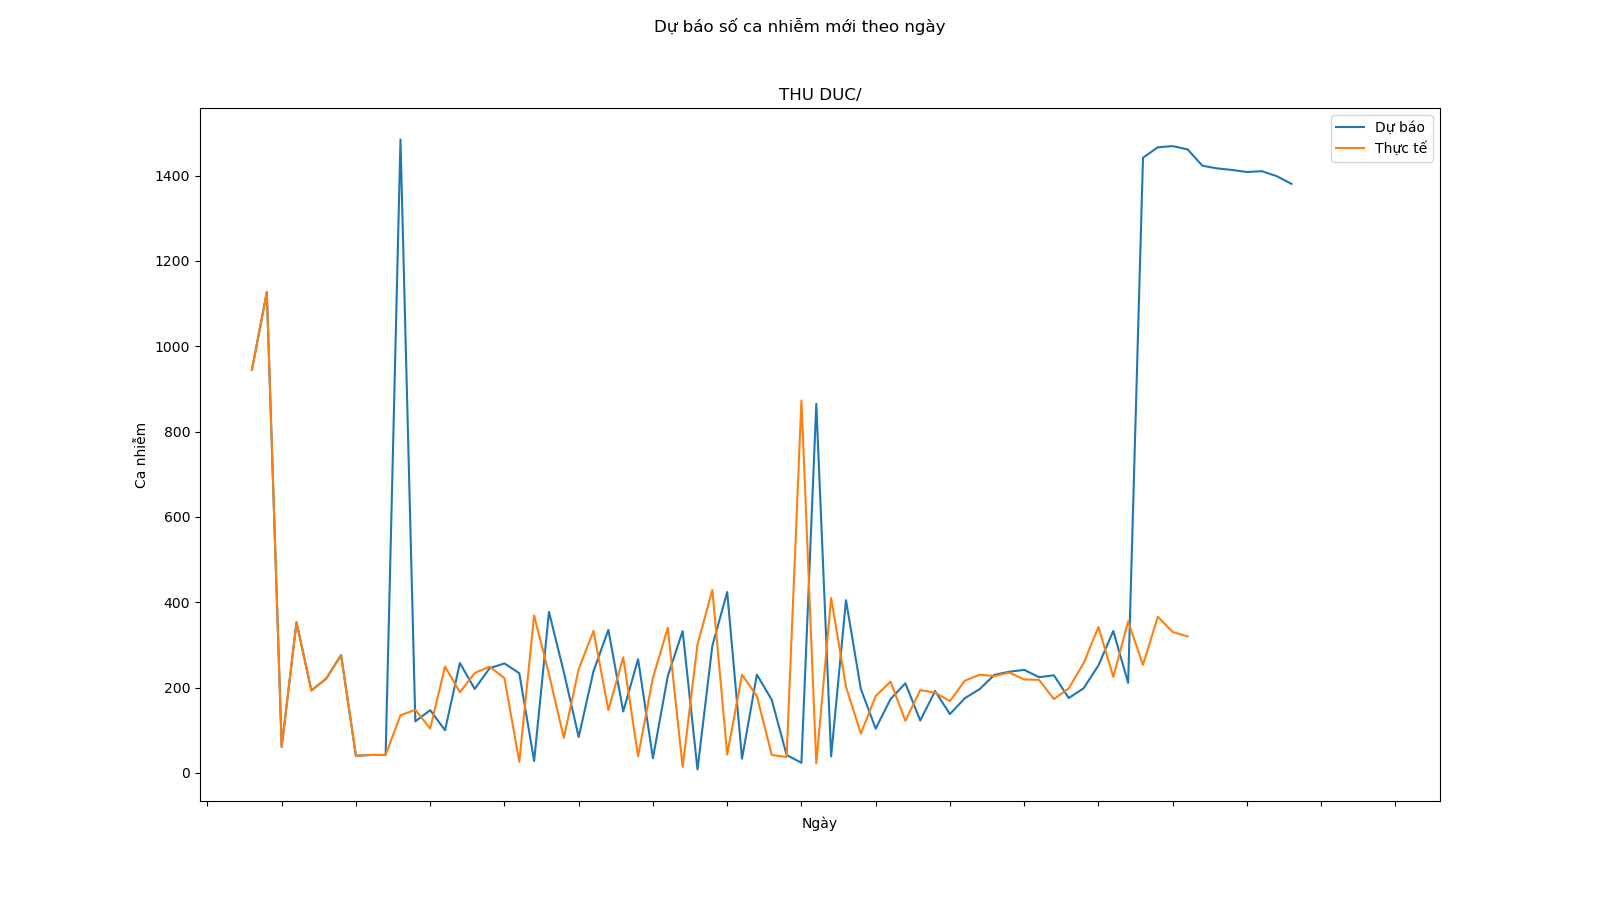 Dự báo số ca nhiễm mới theo ngày
THU DUC/
Dự báo
Thực tế
1400
1200
1000
800
600
400
200
0
Ca nhiễm
Ngày